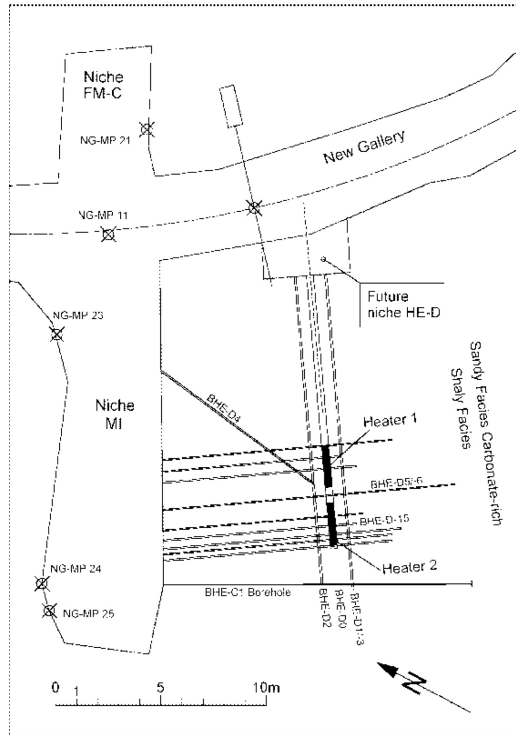 Niche
FM-C
NG-MP 21
New Gallery
NG-MP 11
Future
niche HE-D
NG-MP 23
Sandy Facies Carbonate-rich
Shaly Facies
Niche
MI
BHE-D4
Heater 1
BHE-D5/-6
BHE-D-15
NG-MP 24
Heater 2
BHE-C1 Borehole
NG-MP 25
BHE-D2
BHE-D0
BHE-D1/-3
0 1 5 10m
N